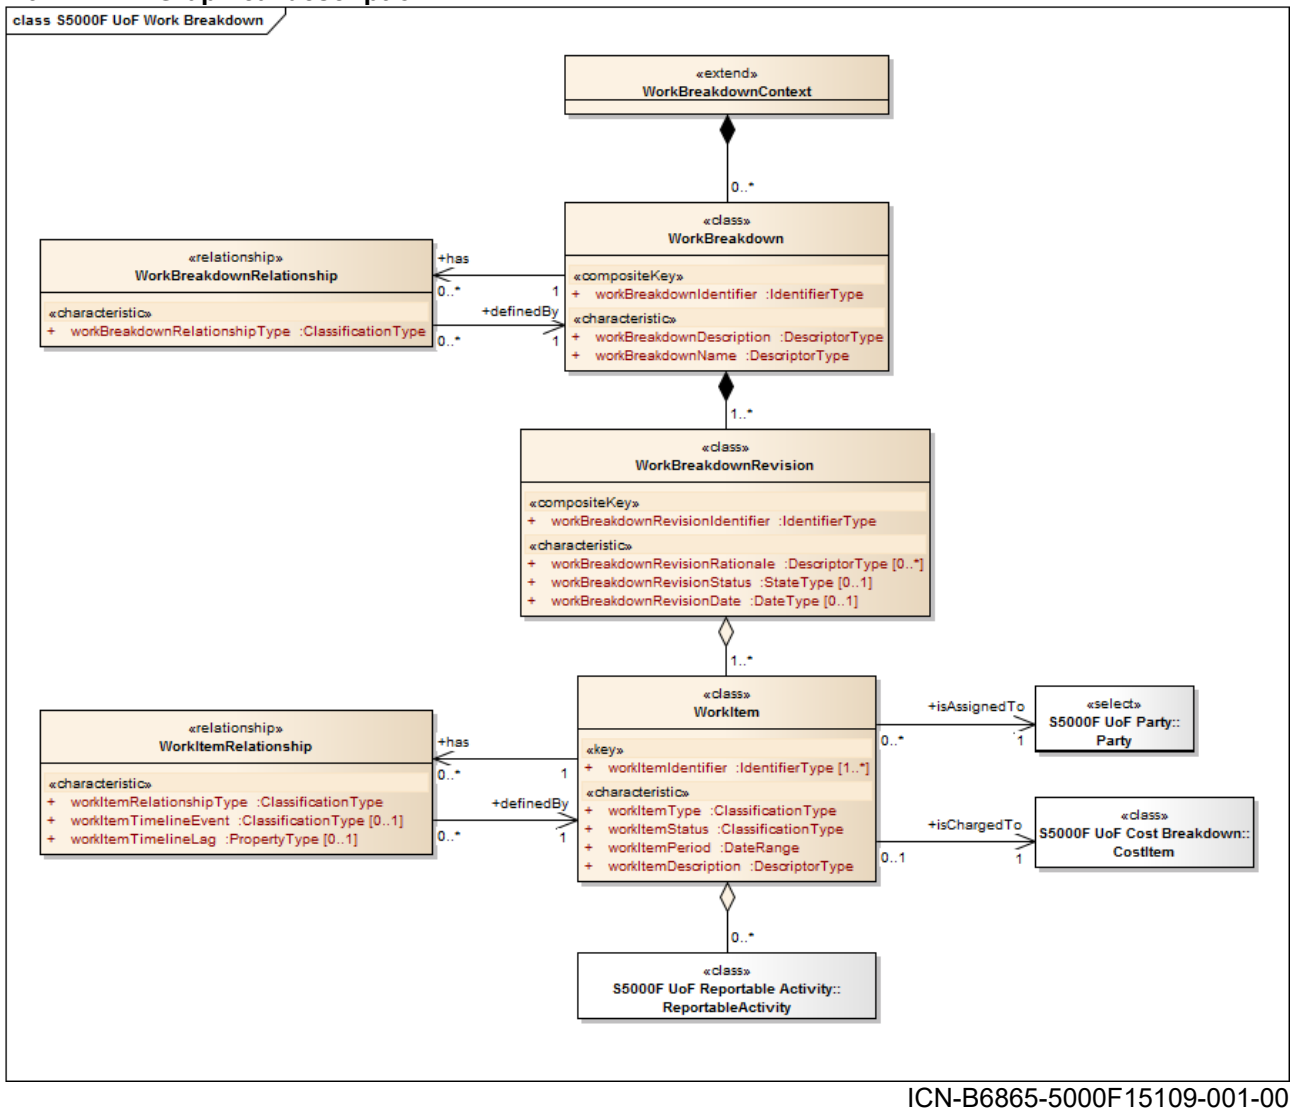 class S5000F UoF Work Breakdown
«extend»
WorkBreakdownContext
0..*
«class»
WorkBreakdown
«compositeKey»
+ workBreakdownIdentifier :IdentifierType
«characteristic»
+ workBreakdownDescription :DescriptorType
+ workBreakdownName :DescriptorType
«relationship»
WorkBreakdownRelationship
«characteristic»
+ workBreakdownRelationshipType :ClassificationType
+has
0..*
1
+definedBy
0..*
1
1..*
«class»
WorkBreakdownRevision
«compositeKey»
+ workBreakdownRevisionIdentifier :IdentifierType
«characteristic»
+ workBreakdownRevisionRationale :DescriptorType [0..*]
+ workBreakdownRevisionStatus :StateType [0..1]
+ workBreakdownRevisionDate :DateType [0..1]
1..*
«class»
WorkItem
«key»
+ workItemIdentifier :IdentifierType [1..*]
«characteristic»
+ workItemType :ClassificationType
+ workItemStatus :ClassificationType
+ workItemPeriod :DateRange
+ workItemDescription :DescriptorType
«relationship»
WorkItemRelationship
«characteristic»
+ workItemRelationshipType :ClassificationType
+ workItemTimelineEvent :ClassificationType [0..1]
+ workItemTimelineLag :PropertyType [0..1]
+has
0..*
1
+definedBy
0..*
1
+isAssignedTo
0..*
1
«select»
S5000F UoF Party::
Party
+isChargedTo
0..1
1
«class»
S5000F UoF Cost Breakdown::
CostItem
0..*
«class»
S5000F UoF Reportable Activity::
ReportableActivity
ICN-B6865-5000F15109-001-00